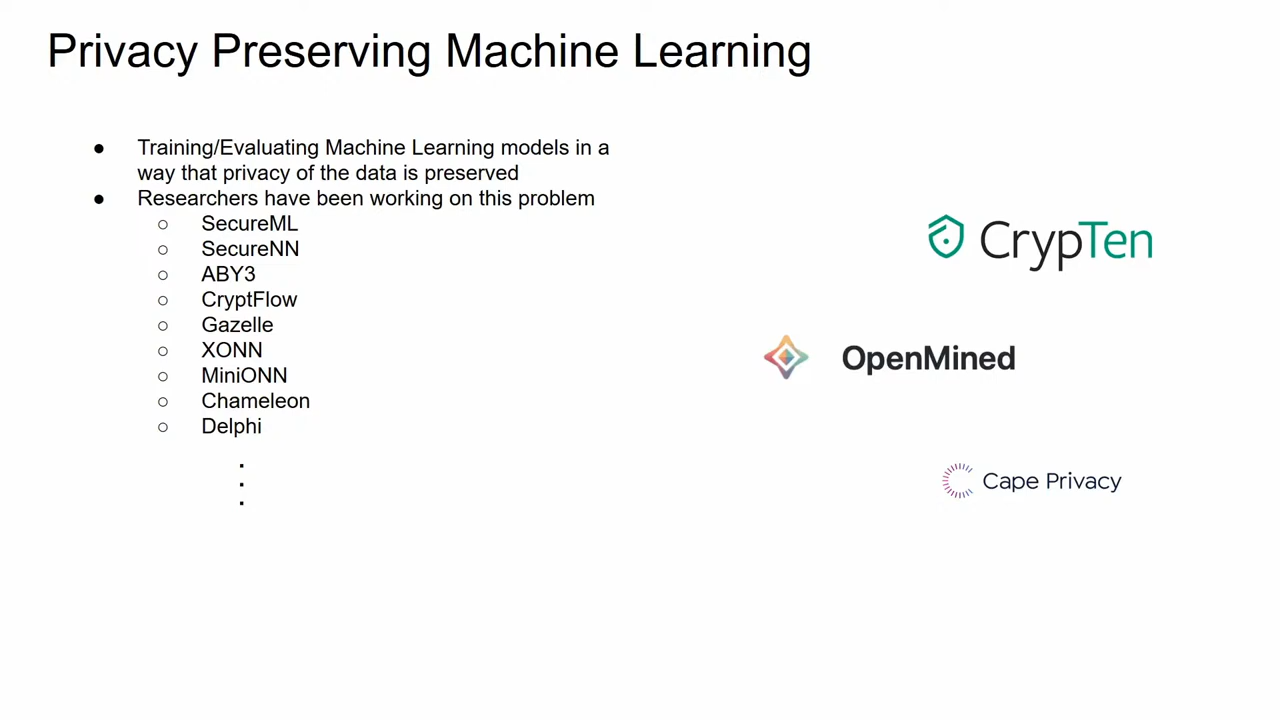 Privacy Preserving Machine Learning
● Training/Evaluating Machine Learning models in a
way that privacy of the data is preserved
● Researchers have been working on this problem
○ SecureML
○ SecureNN
○ ABY3
○ CryptFlow
○ Gazelle
○ XONN
○ MiniONN
○ Chameleon
○ Delphi
.
.
.
CrypTen
OpenMined
Cape Privacy